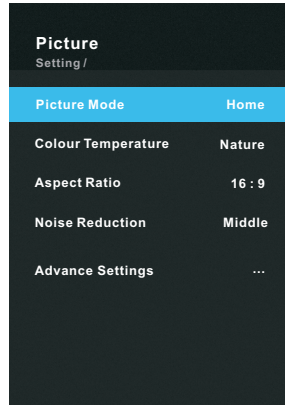 Picture
Setting /
Picture Mode Home
Colour Temperature Nature
Aspect Ratio 16 : 9
Noise Reduction Middle
Advance Settings ...